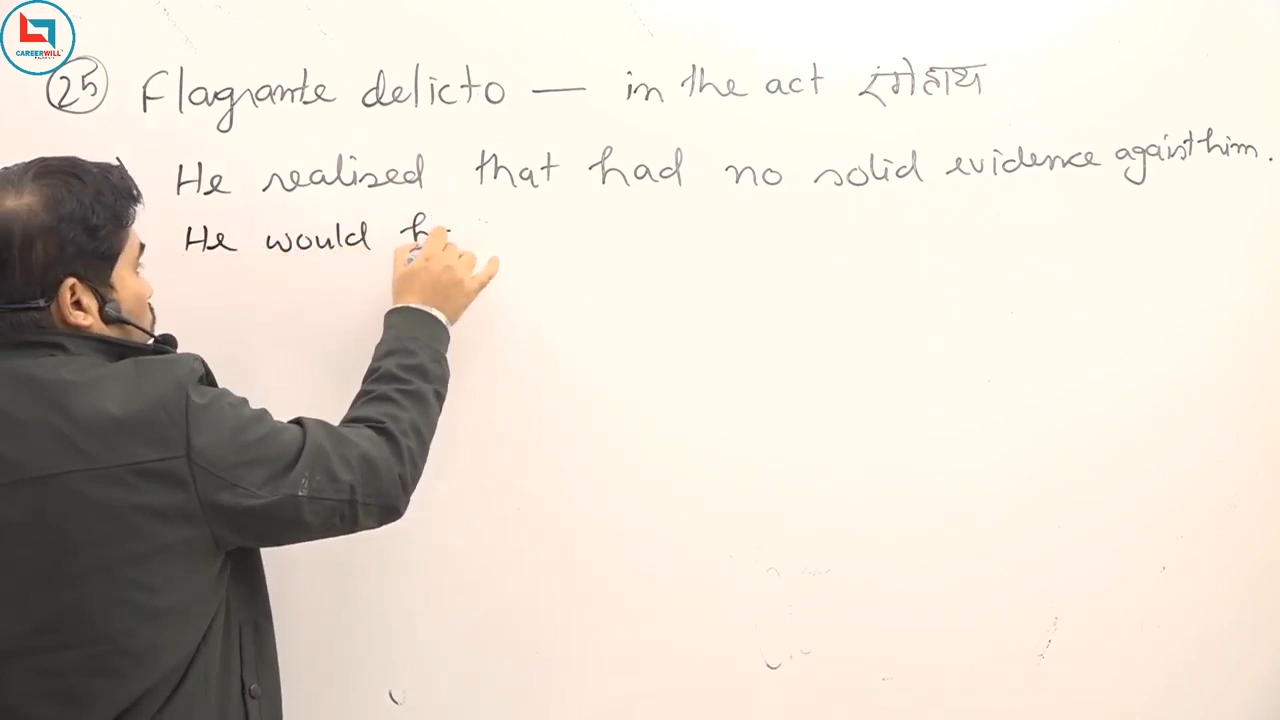 CAREERWILL
25 Flagrante delicto — in the act रंगेहाथ
He realised that had no solid evidence against him.
He would h